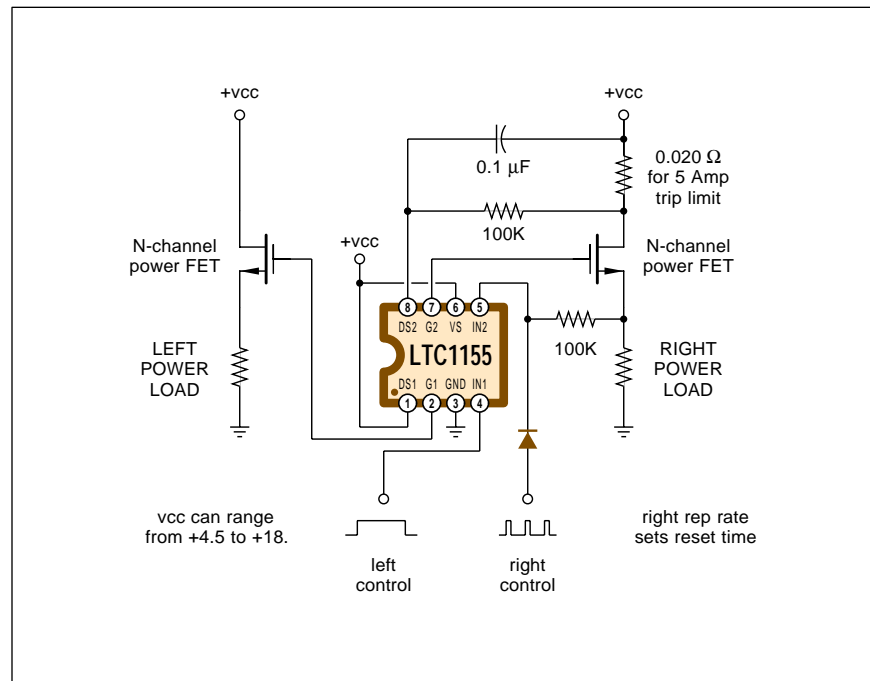 +vcc
+vcc
0.1 µF
0.020 Ω
for 5 Amp
trip limit
100K
N-channel
power FET
+vcc
N-channel
power FET
8 7 6 5
DS2 G2 VS IN2
LTC1155
DS1 G1 GND IN1
1 2 3 4
100K
LEFT
POWER
LOAD
RIGHT
POWER
LOAD
vcc can range
from +4.5 to +18.
left
control
right
control
right rep rate
sets reset time